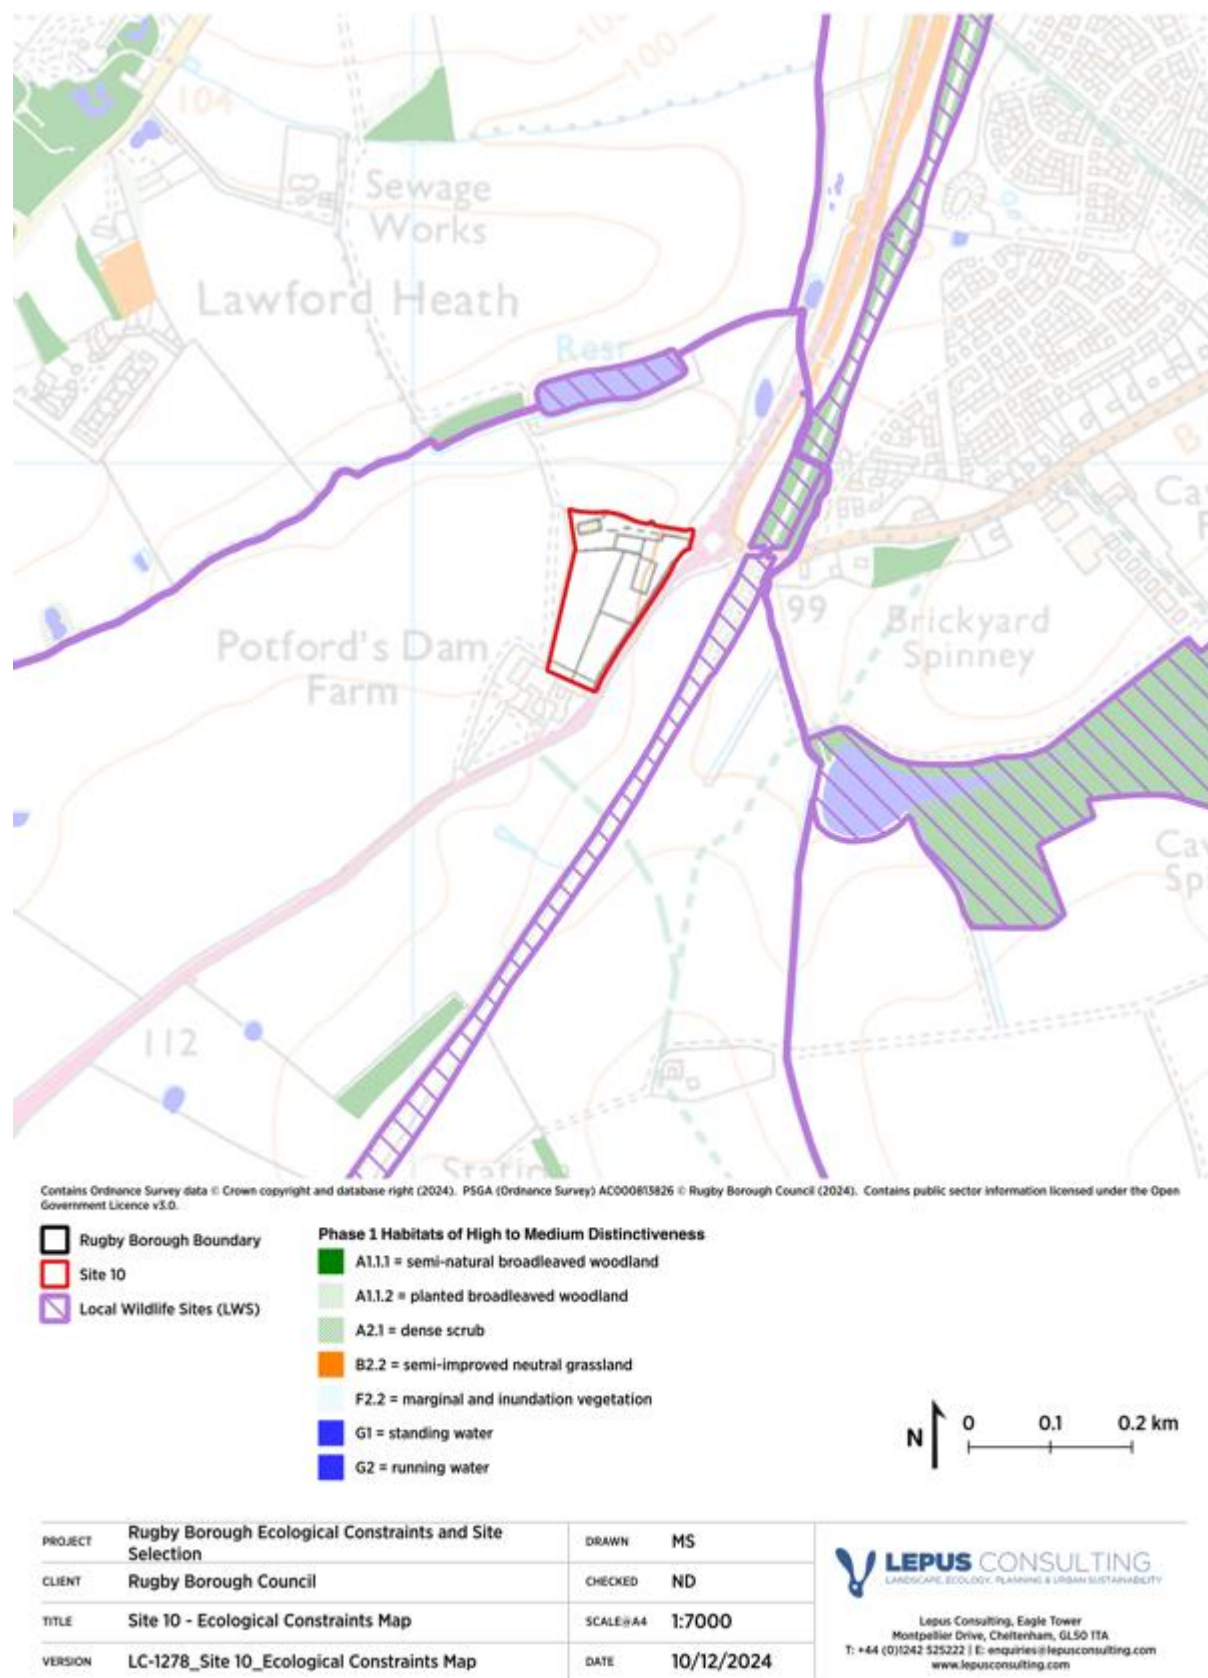 104
100
100
Sewage
Works
Lawford Heath
Resr
B
Ca
F
99
Brickyard
Spinney
Potford's Dam
Farm
Cav
Sp
112
Station
Contains Ordnance Survey data © Crown copyright and database right (2024). PSGA (Ordnance Survey) AC000813826 © Rugby Borough Council (2024). Contains public sector information licensed under the Open
Government Licence v3.0.
Rugby Borough Boundary
Site 10
Local Wildlife Sites (LWS)
Phase 1 Habitats of High to Medium Distinctiveness
A1.1.1 = semi-natural broadleaved woodland
A1.1.2 = planted broadleaved woodland
A2.1 = dense scrub
B2.2 = semi-improved neutral grassland
F2.2 = marginal and inundation vegetation
G1 = standing water
G2 = running water
N
0 0.1 0.2 km
PROJECT Rugby Borough Ecological Constraints and Site
Selection
CLIENT Rugby Borough Council
TITLE Site 10 - Ecological Constraints Map
VERSION LC-1278_Site 10_Ecological Constraints Map
DRAWN MS
CHECKED ND
SCALE@A4 1:7000
DATE 10/12/2024
LEPUS CONSULTING
LANDSCAPE, ECOLOGY, PLANNING & URBAN SUSTAINABILITY
Lepus Consulting, Eagle Tower
Montpellier Drive, Cheltenham, GL50 1TA
T: +44 (0)1242 525222 | E: enquiries@lepusconsulting.com
www.lepusconsulting.com